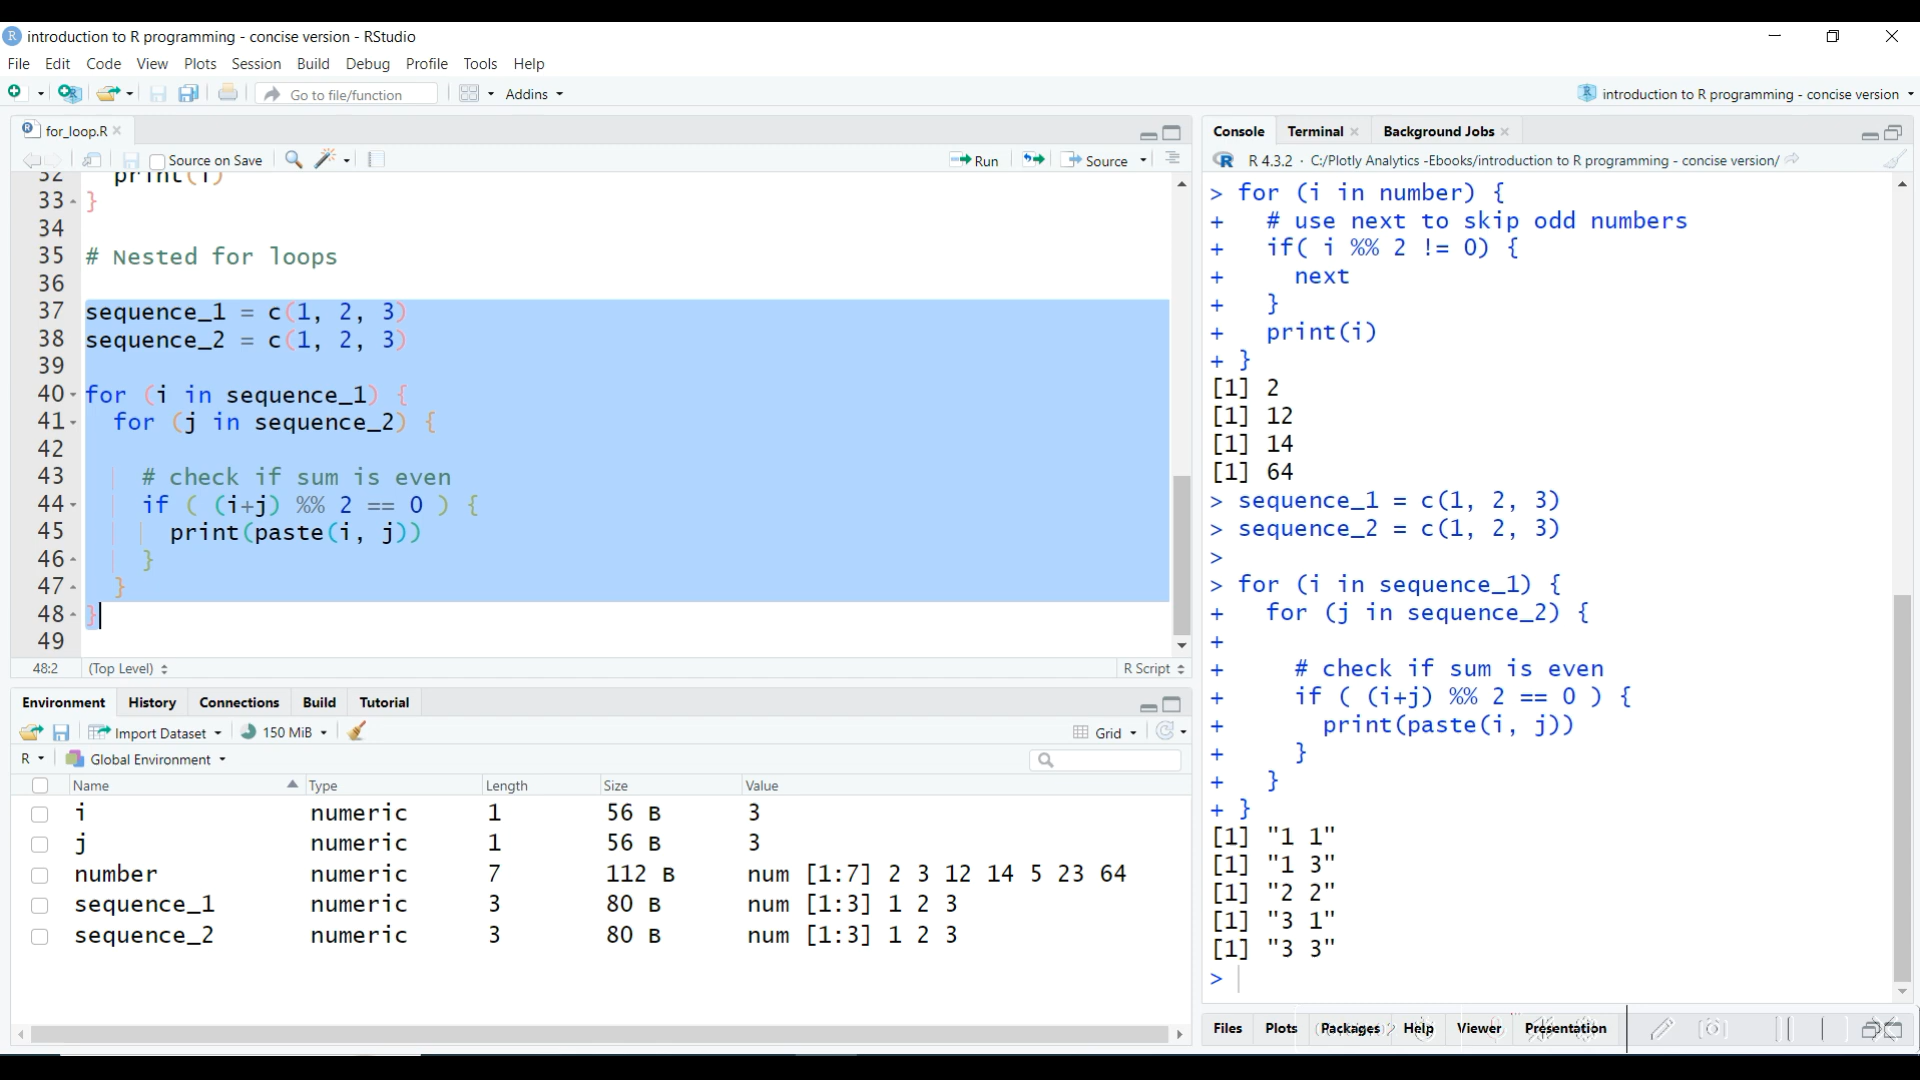 introduction to R programming - concise version - RStudio
File Edit Code View Plots Session Build Debug Profile Tools Help
Go to file/function Addins introduction to R programming - concise version
for_loop.R
Source on Save Run Source
32 print(i)
33 }
34
35 # Nested for loops
36
37 sequence_1 = c(1, 2, 3)
38 sequence_2 = c(1, 2, 3)
39
40 for (i in sequence_1) {
41 for (j in sequence_2) {
42
43 # check if sum is even
44 if ( (i+j) %% 2 == 0 ) {
45 print(paste(i, j))
46 }
47 }
48 }
49
48:2 (Top Level) R Script
Environment History Connections Build Tutorial
Import Dataset 150 MiB Grid
R Global Environment
Name Type Length Size Value
i numeric 1 56 B 3
j numeric 1 56 B 3
number numeric 7 112 B num [1:7] 2 3 12 14 5 23 64
sequence_1 numeric 3 80 B num [1:3] 1 2 3
sequence_2 numeric 3 80 B num [1:3] 1 2 3
Console Terminal Background Jobs
R 4.3.2 · C:/Plotly Analytics -Ebooks/introduction to R programming - concise version/
> for (i in number) {
+ # use next to skip odd numbers
+ if( i %% 2 != 0) {
+ next
+ }
+ print(i)
+ }
[1] 2
[1] 12
[1] 14
[1] 64
> sequence_1 = c(1, 2, 3)
> sequence_2 = c(1, 2, 3)
>
> for (i in sequence_1) {
+ for (j in sequence_2) {
+
+ # check if sum is even
+ if ( (i+j) %% 2 == 0 ) {
+ print(paste(i, j))
+ }
+ }
+ }
[1] "1 1"
[1] "1 3"
[1] "2 2"
[1] "3 1"
[1] "3 3"
>
Files Plots Packages Help Viewer Presentation